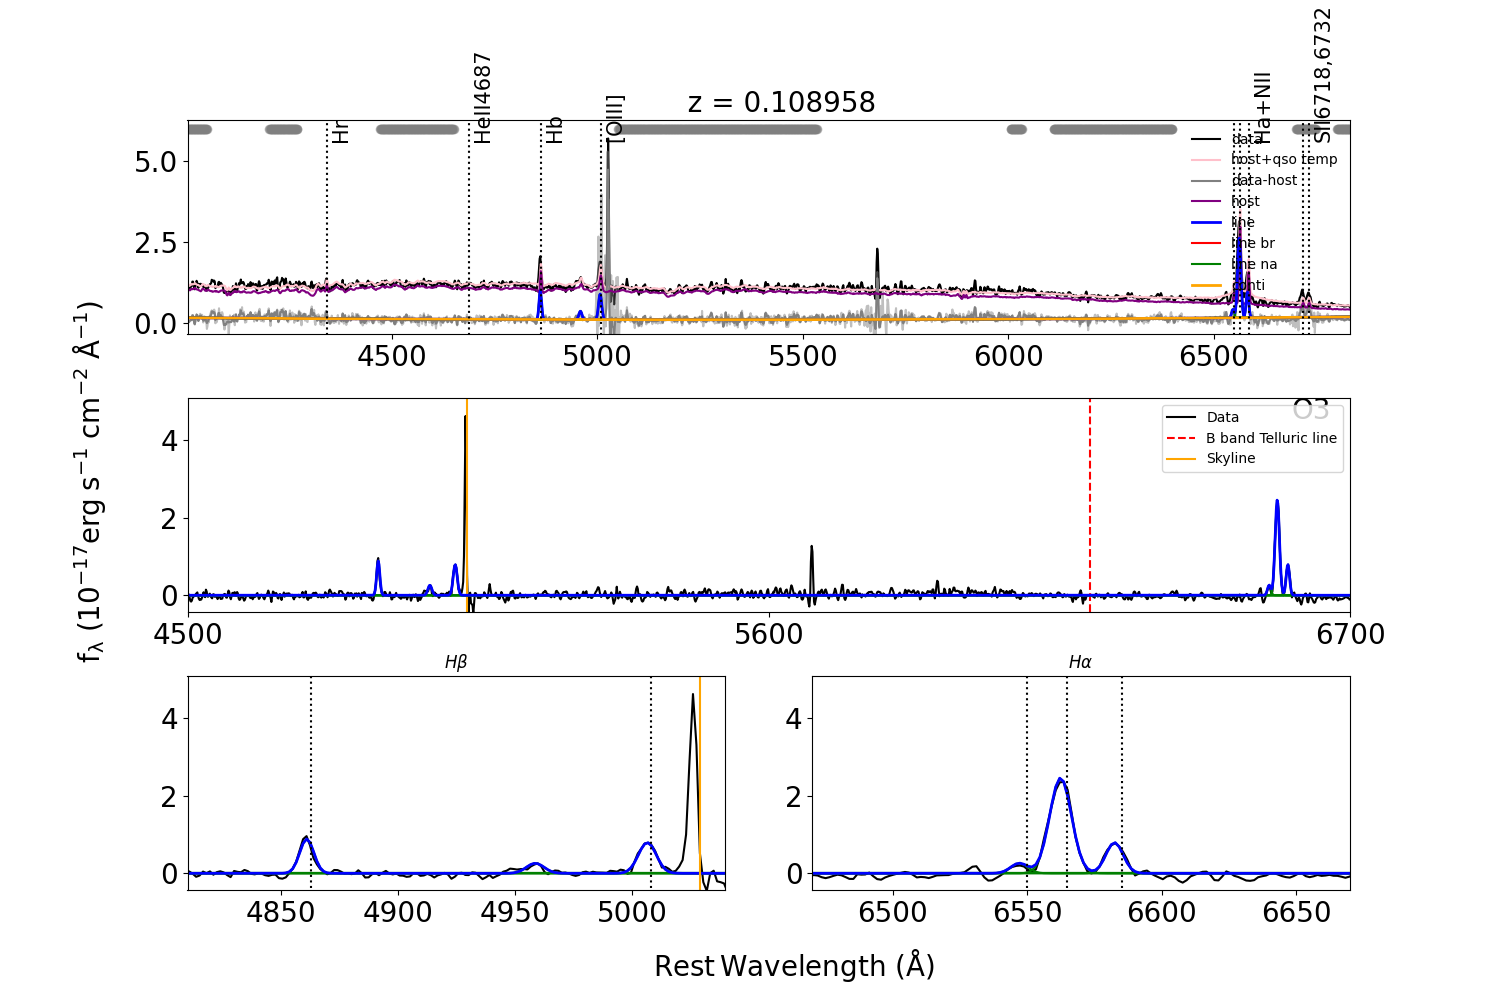 z = 0.108958
Hr
HeII4687
Hb
[OIII]
Ha+NII
SII6718,6732
data
host+qso temp
data-host
host
line
line br
line na
conti
5.0
2.5
0.0
4500 5000 5500 6000 6500
O3
Data
B band Telluric line
Skyline
4
2
0
4500 5600 6700
fλ (10⁻¹⁷erg s⁻¹ cm⁻² Å⁻¹)
Hβ
4
2
0
4850 4900 4950 5000
Hα
4
2
0
6500 6550 6600 6650
Rest Wavelength (Å)